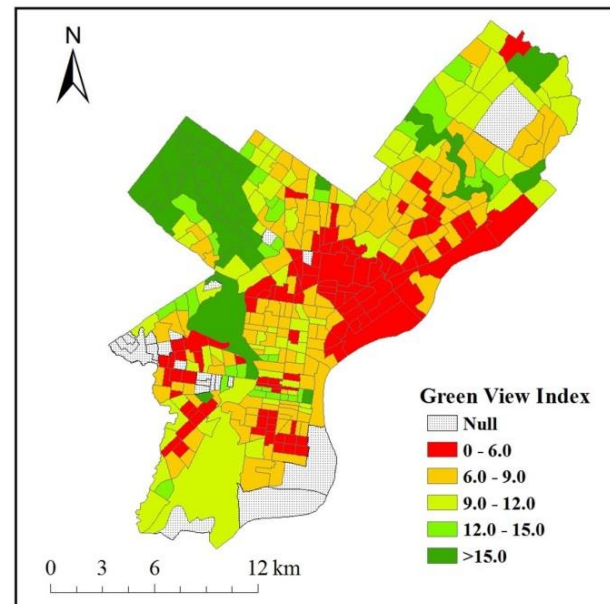 N
Green View Index
Null
0 - 6.0
6.0 - 9.0
9.0 - 12.0
12.0 - 15.0
>15.0
0 3 6 12 km